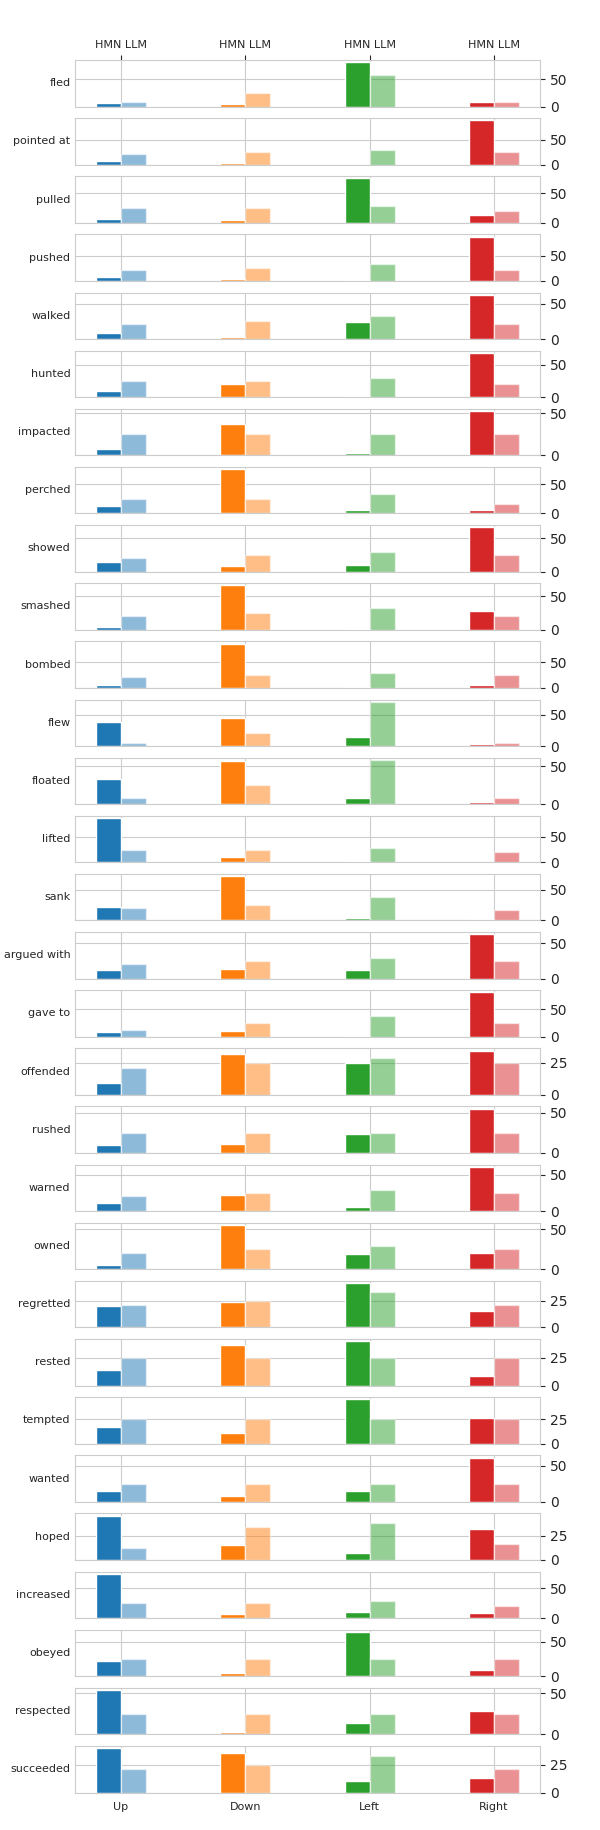 HMN LLM HMN LLM HMN LLM HMN LLM
fled 50 0
pointed at 50 0
pulled 50 0
pushed 50 0
walked 50 0
hunted 50 0
impacted 50 0
perched 50 0
showed 50 0
smashed 50 0
bombed 50 0
flew 50 0
floated 50 0
lifted 50 0
sank 50 0
argued with 50 0
gave to 50 0
offended 25 0
rushed 50 0
warned 50 0
owned 50 0
regretted 25 0
rested 25 0
tempted 25 0
wanted 50 0
hoped 25 0
increased 50 0
obeyed 50 0
respected 50 0
succeeded 25 0
Up Down Left Right